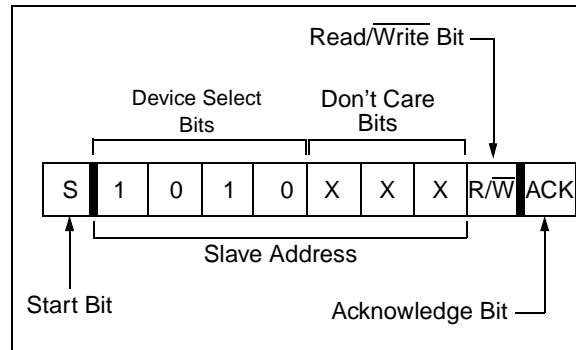 Read/Write Bit
Device Select Bits
Don't Care Bits
S 1 0 1 0 X X X R/W ACK
Slave Address
Start Bit
Acknowledge Bit